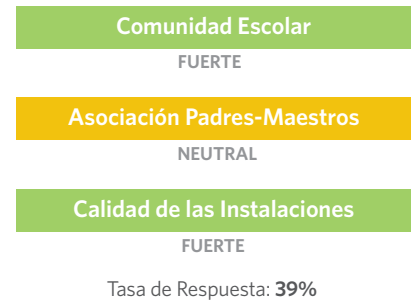 Comunidad Escolar
FUERTE
Asociación Padres-Maestros
NEUTRAL
Calidad de las Instalaciones
FUERTE
Tasa de Respuesta: 39%